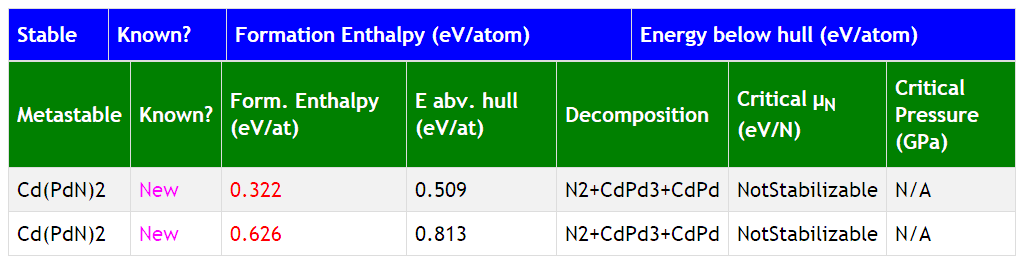 Stable Known? Formation Enthalpy (eV/atom) Energy below hull (eV/atom)
Metastable Known? Form. Enthalpy (eV/at) E abv. hull (eV/at) Decomposition Critical μN (eV/N) Critical Pressure (GPa)
Cd(PdN)2 New 0.322 0.509 N2+CdPd3+CdPd NotStabilizable N/A
Cd(PdN)2 New 0.626 0.813 N2+CdPd3+CdPd NotStabilizable N/A